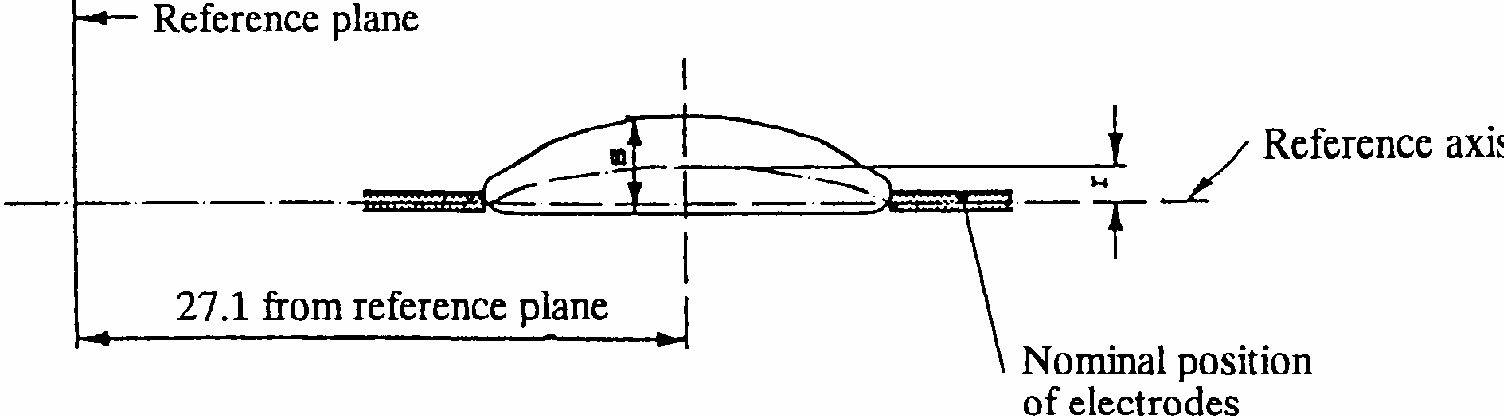 Reference plane
Reference axis
27.1 from reference plane
Nominal position
of electrodes